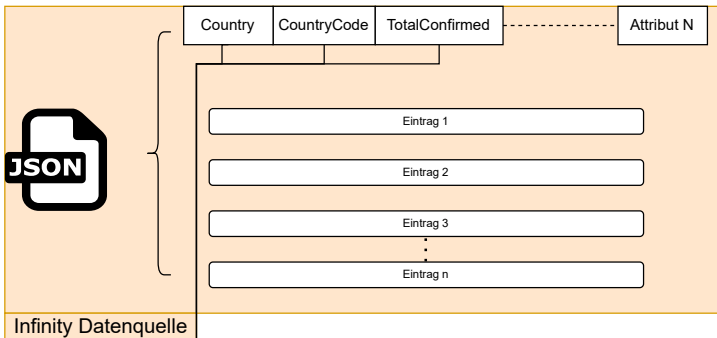 Country CountryCode TotalConfirmed Attribut N
Eintrag 1
JSON
Eintrag 2
Eintrag 3
Eintrag n
Infinity Datenquelle